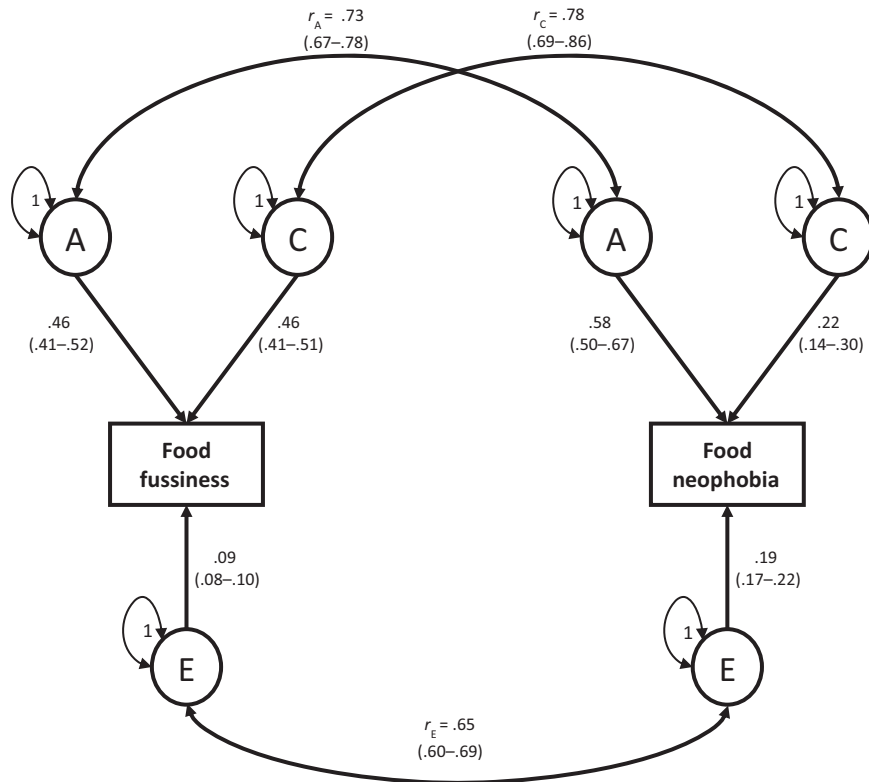 r_A = .73
(.67–.78)
r_C = .78
(.69–.86)
1
1
1
1
A
C
A
C
.46
(.41–.52)
.46
(.41–.51)
.58
(.50–.67)
.22
(.14–.30)
Food
fussiness
Food
neophobia
.09
(.08–.10)
.19
(.17–.22)
1
1
E
E
r_E = .65
(.60–.69)